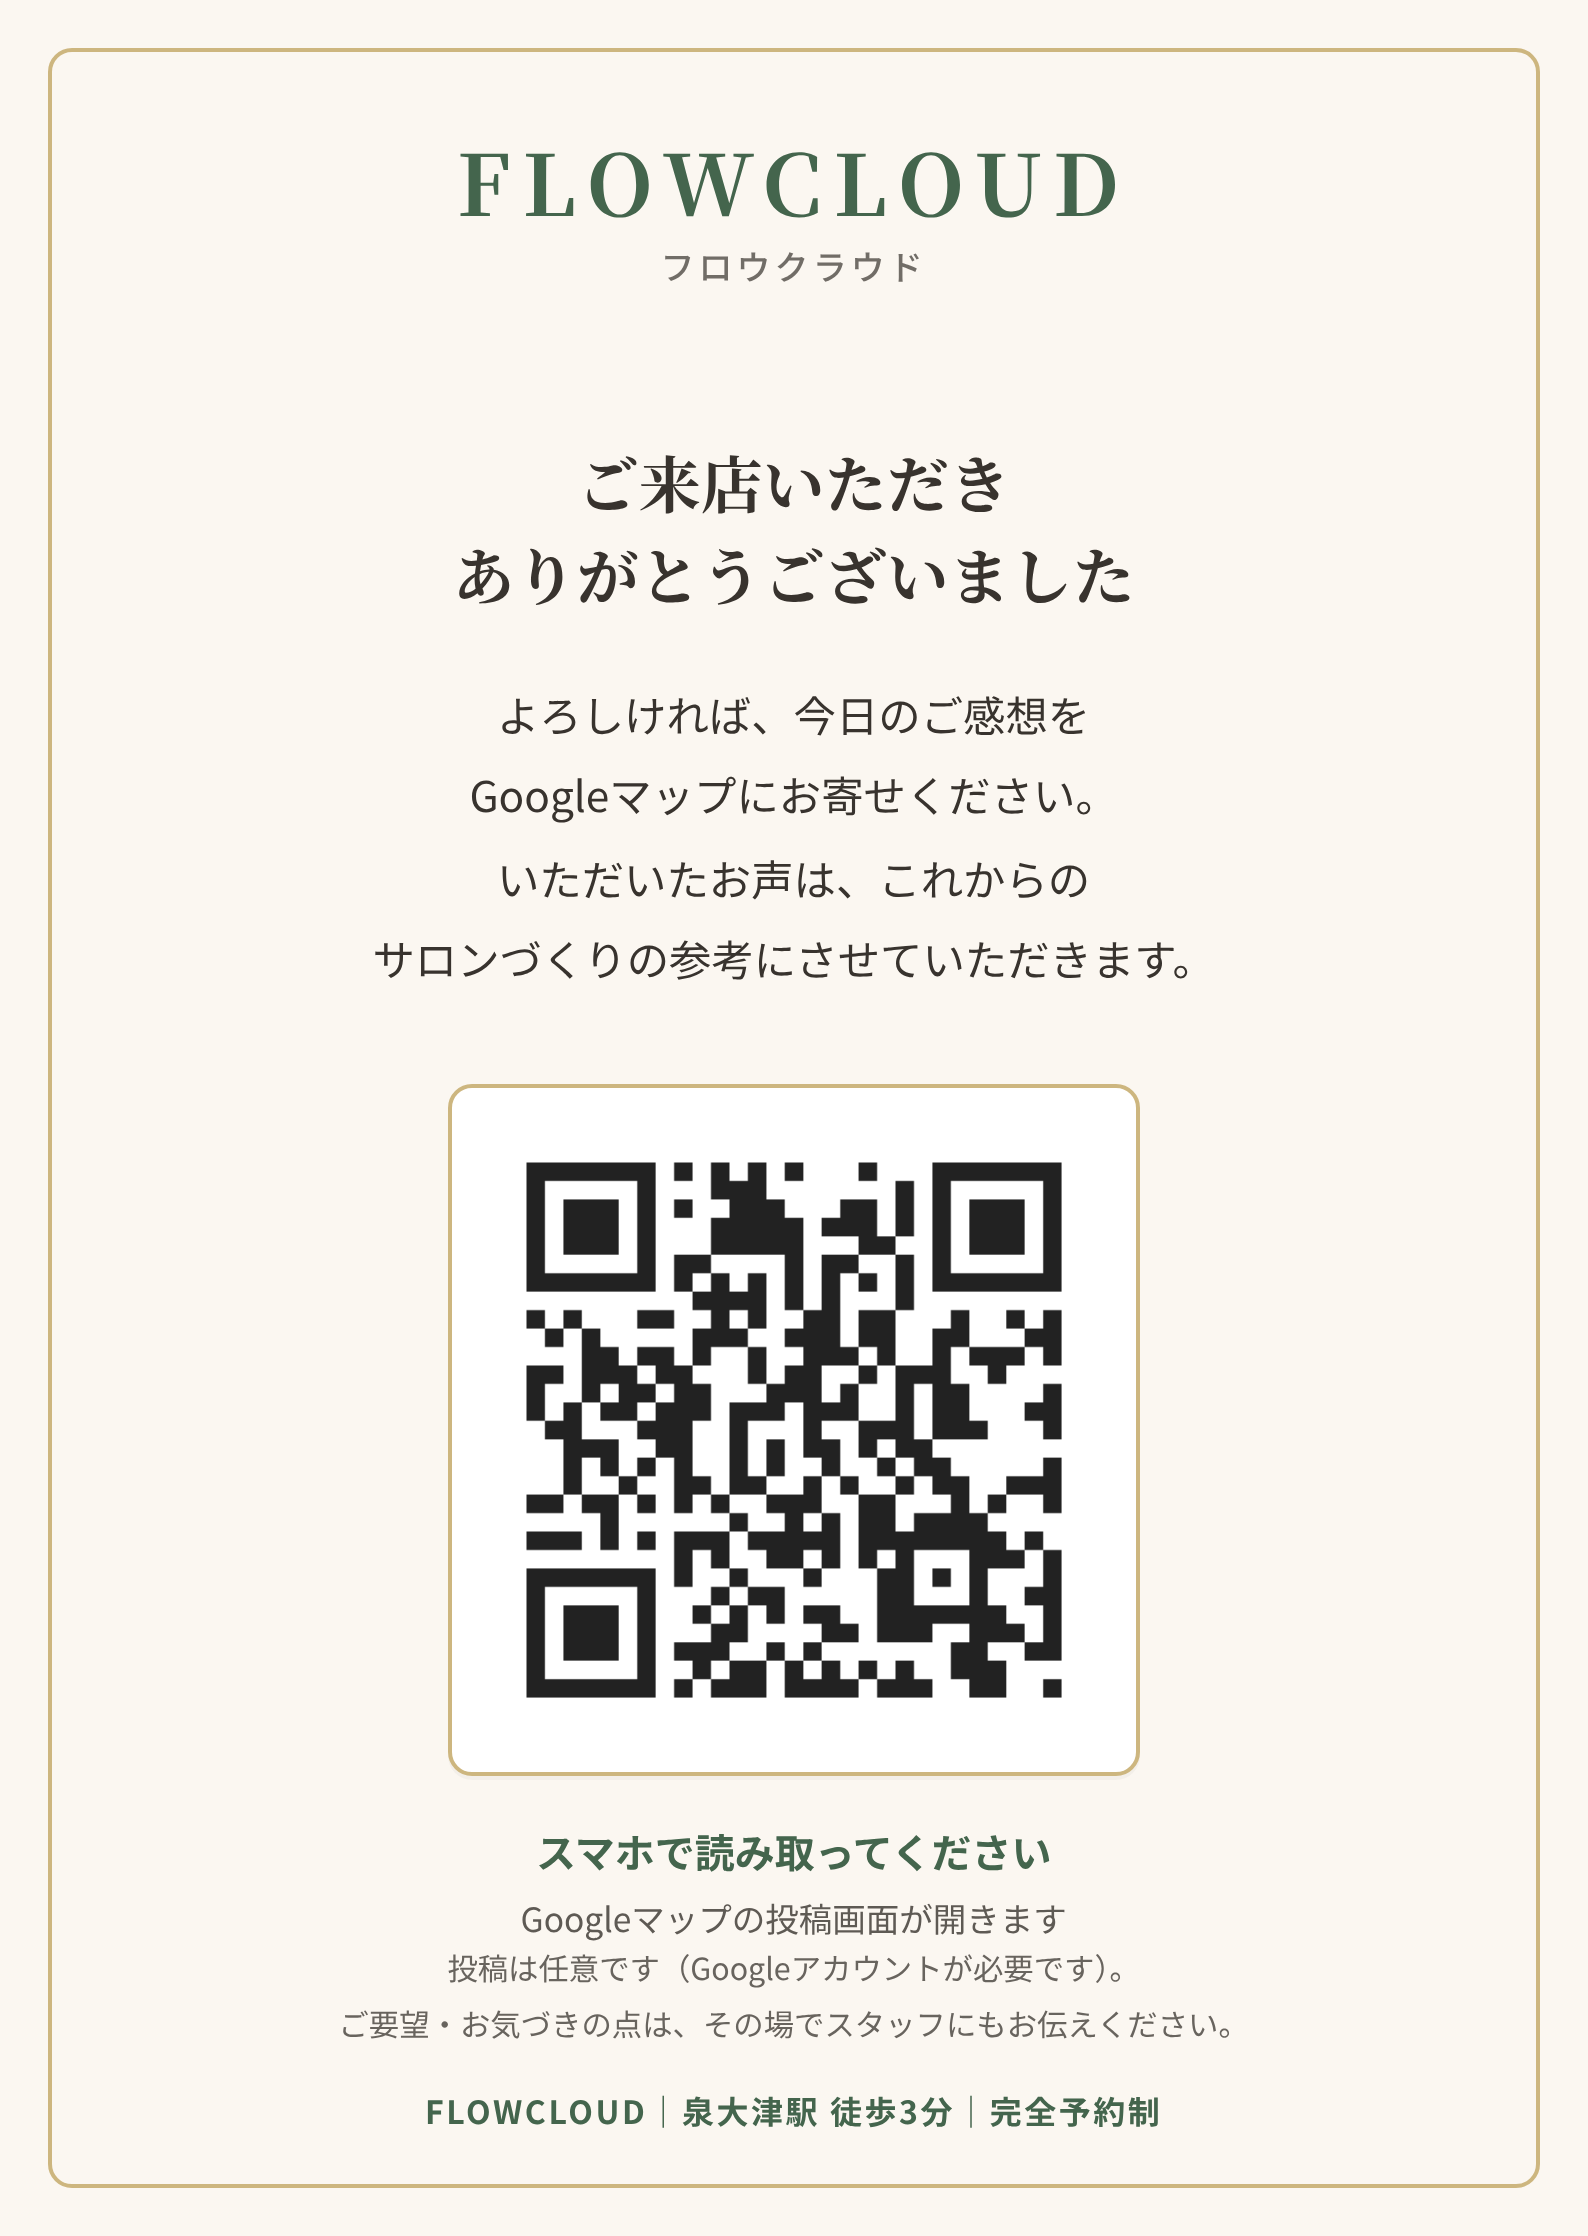 FLOWCLOUD
フロウクラウド
ご来店いただき
ありがとうございました
よろしければ、今日のご感想を
Googleマップにお寄せください。
いただいたお声は、これからの
サロンづくりの参考にさせていただきます。
スマホで読み取ってください
Googleマップの投稿画面が開きます
投稿は任意です（Googleアカウントが必要です）。
ご要望・お気づきの点は、その場でスタッフにもお伝えください。
FLOWCLOUD｜泉大津駅 徒歩3分｜完全予約制